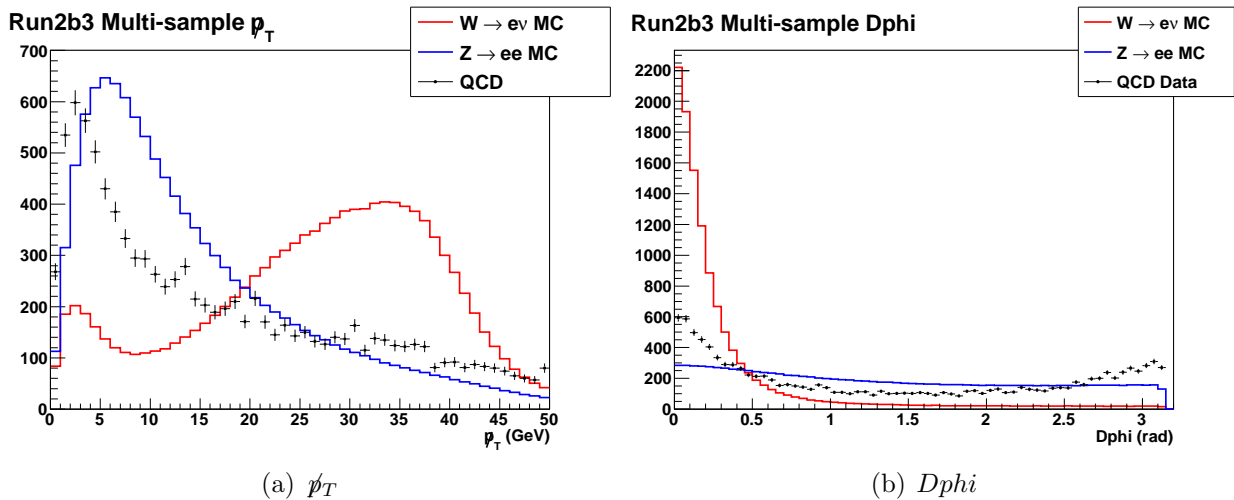 Run2b3 Multi-sample p̸_T
W → eν MC
Z → ee MC
QCD
700
600
500
400
300
200
100
0
0 5 10 15 20 25 30 35 40 45 50
p̸_T (GeV)
(a) p̸_T
Run2b3 Multi-sample Dphi
W → eν MC
Z → ee MC
QCD Data
2200
2000
1800
1600
1400
1200
1000
800
600
400
200
0
0 0.5 1 1.5 2 2.5 3
Dphi (rad)
(b) Dphi